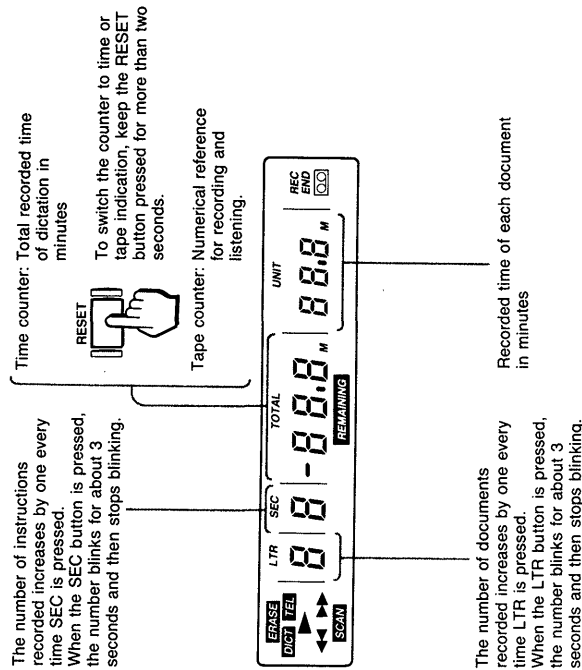 The number of instructions
recorded increases by one every
time SEC is pressed.
When the SEC button is pressed,
the number blinks for about 3
seconds and then stops blinking.
Time counter: Total recorded time
of dictation in
minutes
RESET
To switch the counter to time or
tape indication, keep the RESET
button pressed for more than two
seconds.
Tape counter: Numerical reference
for recording and
listening.
ERASE
DICT TEL
SCAN
LTR
8
SEC
8
TOTAL
-88.8 M
REMAINING
UNIT
88.8 M
REC
END
The number of documents
recorded increases by one every
time LTR is pressed.
When the LTR button is pressed,
the number blinks for about 3
seconds and then stops blinking.
Recorded time of each document
in minutes